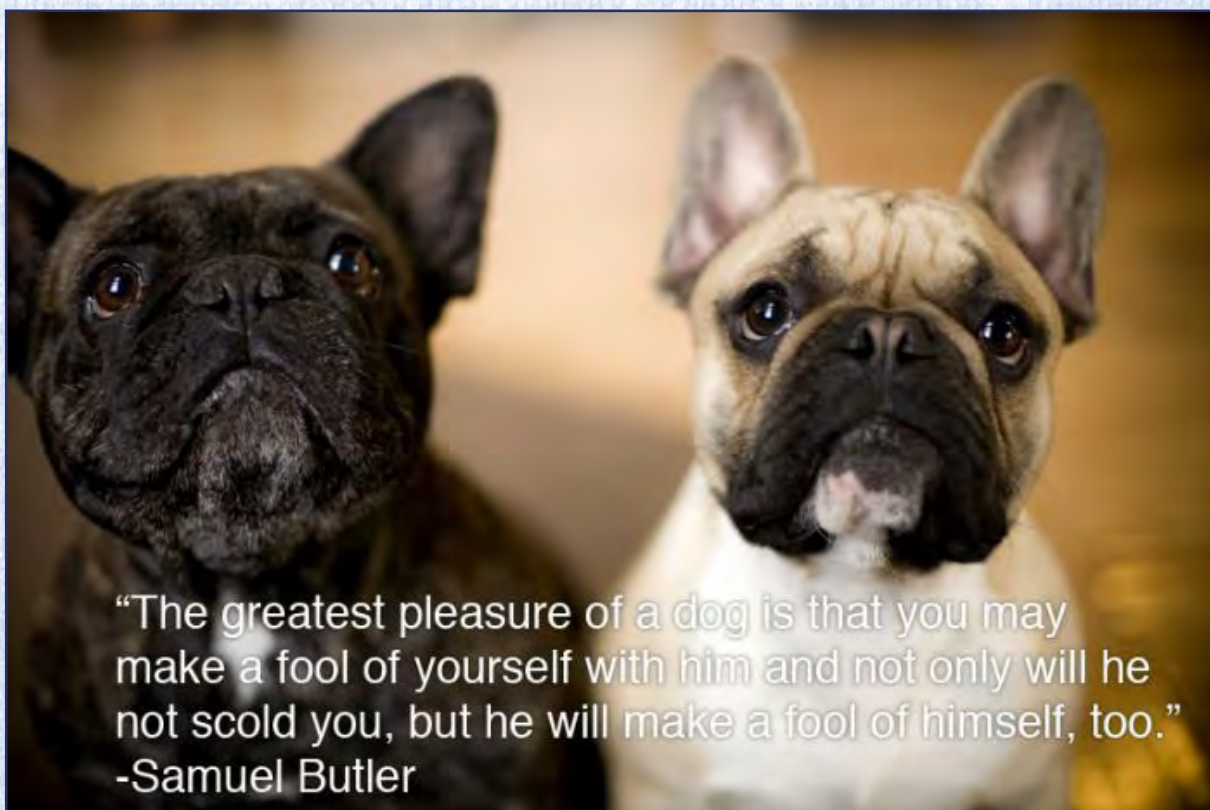 “The greatest pleasure of a dog is that you may
make a fool of yourself with him and not only will he
not scold you, but he will make a fool of himself, too.”
-Samuel Butler